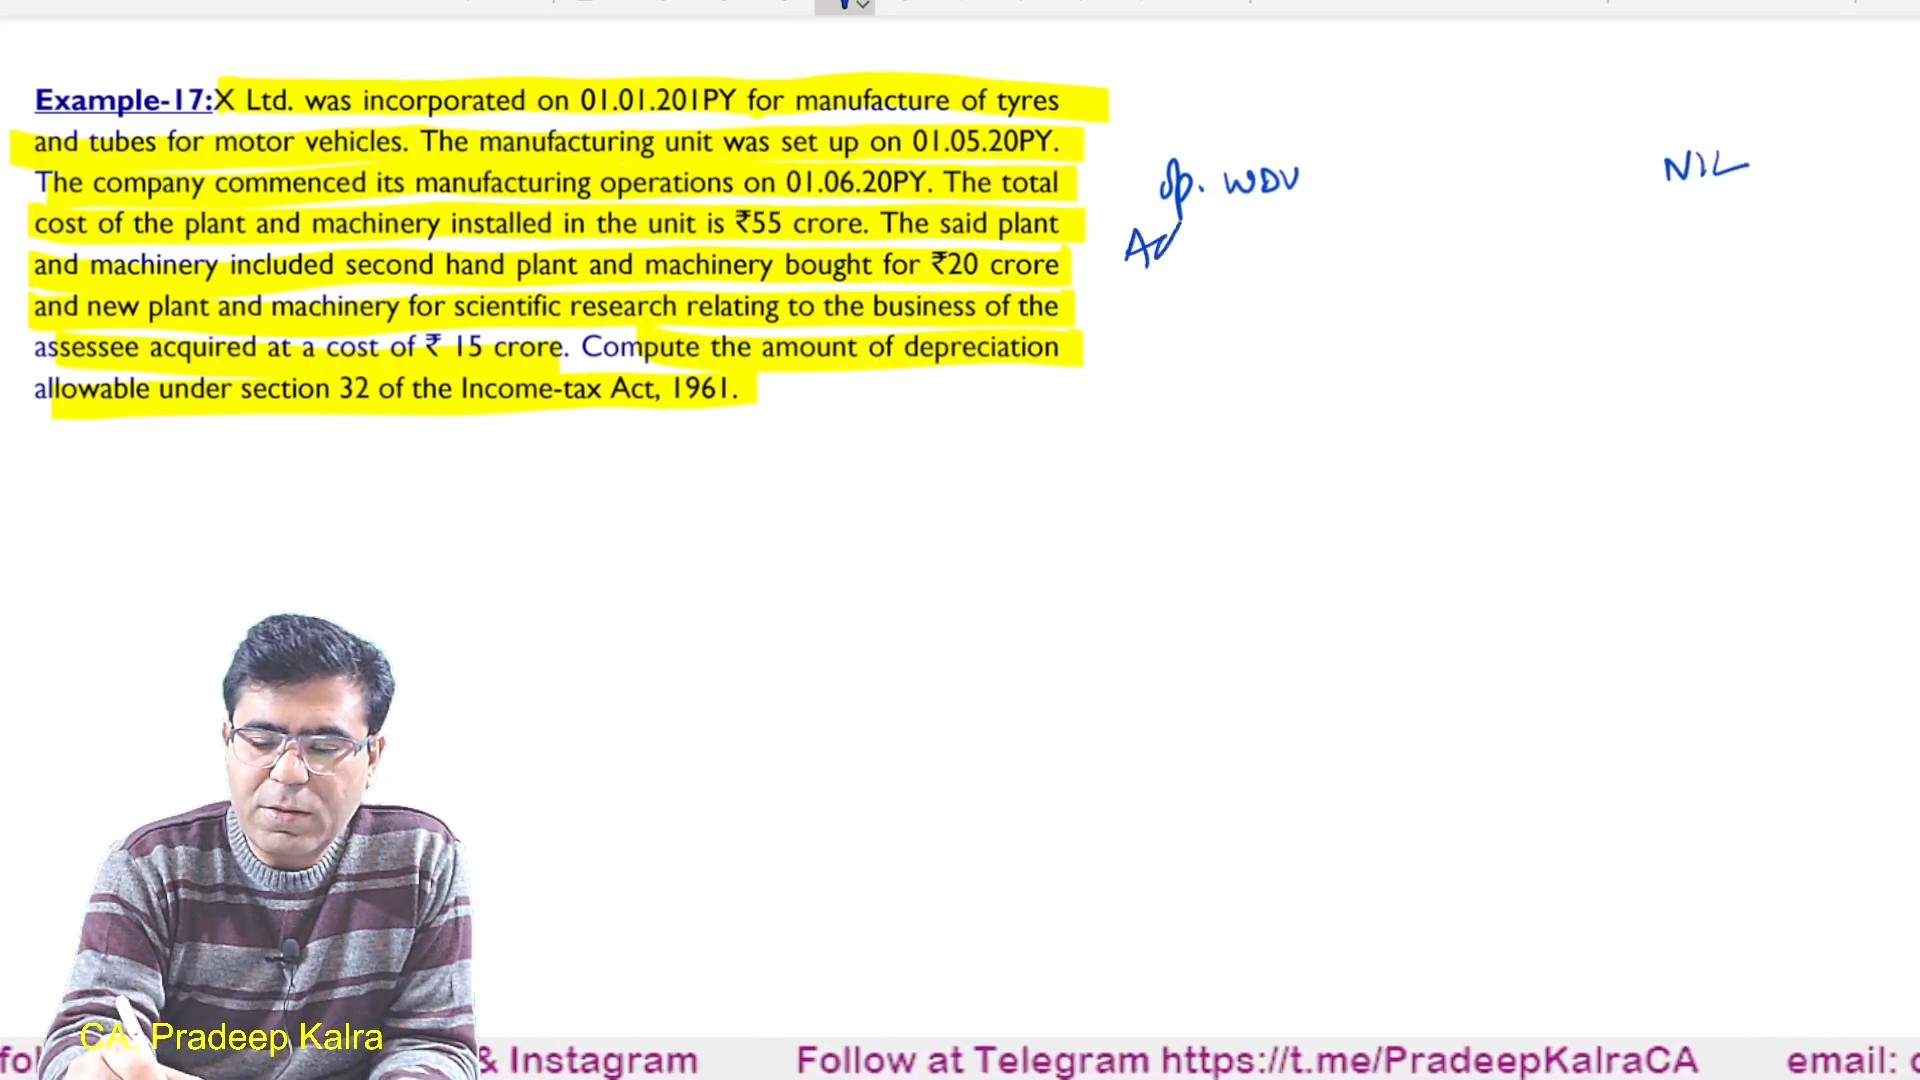 Example-17:X Ltd. was incorporated on 01.01.201PY for manufacture of tyres
and tubes for motor vehicles. The manufacturing unit was set up on 01.05.20PY.
The company commenced its manufacturing operations on 01.06.20PY. The total
cost of the plant and machinery installed in the unit is ₹55 crore. The said plant
and machinery included second hand plant and machinery bought for ₹20 crore
and new plant and machinery for scientific research relating to the business of the
assessee acquired at a cost of ₹ 15 crore. Compute the amount of depreciation
allowable under section 32 of the Income-tax Act, 1961.
Op. WDV NIL
Ad
CA. Pradeep Kalra
fol & Instagram Follow at Telegram https://t.me/PradeepKalraCA email: c